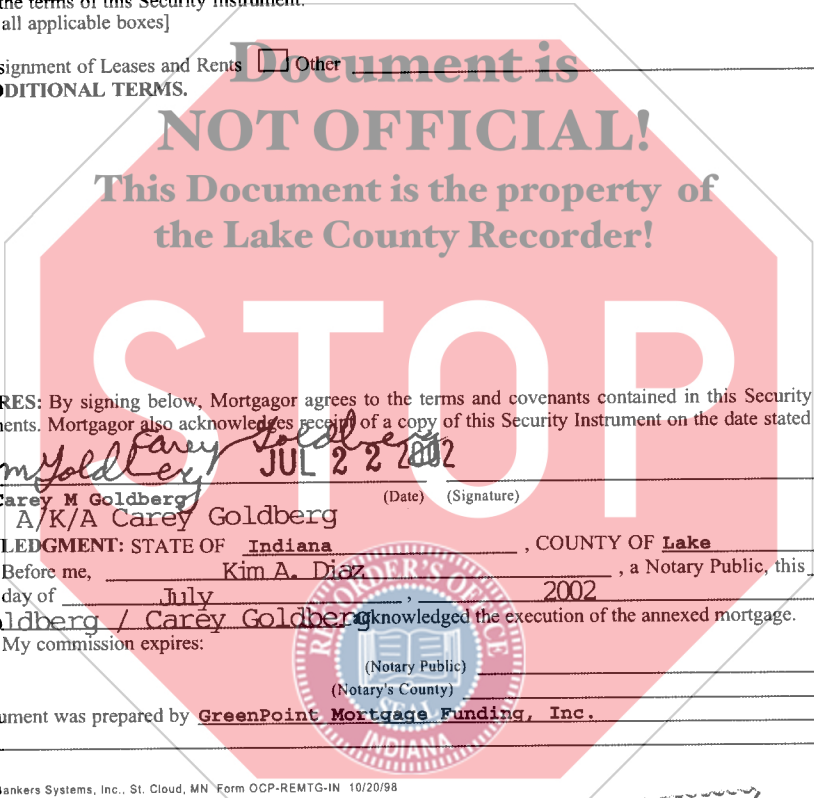 the terms of this Security Instrument.
all applicable boxes]
signment of Leases and Rents Other
DDITIONAL TERMS.
Document is
NOT OFFICIAL!
This Document is the property of
the Lake County Recorder!
STOP
RES: By signing below, Mortgagor agrees to the terms and covenants contained in this Security
ents. Mortgagor also acknowledges receipt of a copy of this Security Instrument on the date stated
Carey Goldberg
m Goldberg JUL 2 2 2002
Carey M Goldberg (Date) (Signature)
A/K/A Carey Goldberg
LEDGMENT: STATE OF Indiana , COUNTY OF Lake
Before me, Kim A. Diaz , a Notary Public, this
day of July , 2002
ldberg / Carey Goldberg acknowledged the execution of the annexed mortgage.
My commission expires:
(Notary Public)
(Notary's County)
ument was prepared by GreenPoint Mortgage Funding, Inc.
RECORDER'S OFFICE
SEAL
INDIANA
Bankers Systems, Inc., St. Cloud, MN Form OCP-REMTG-IN 10/20/98